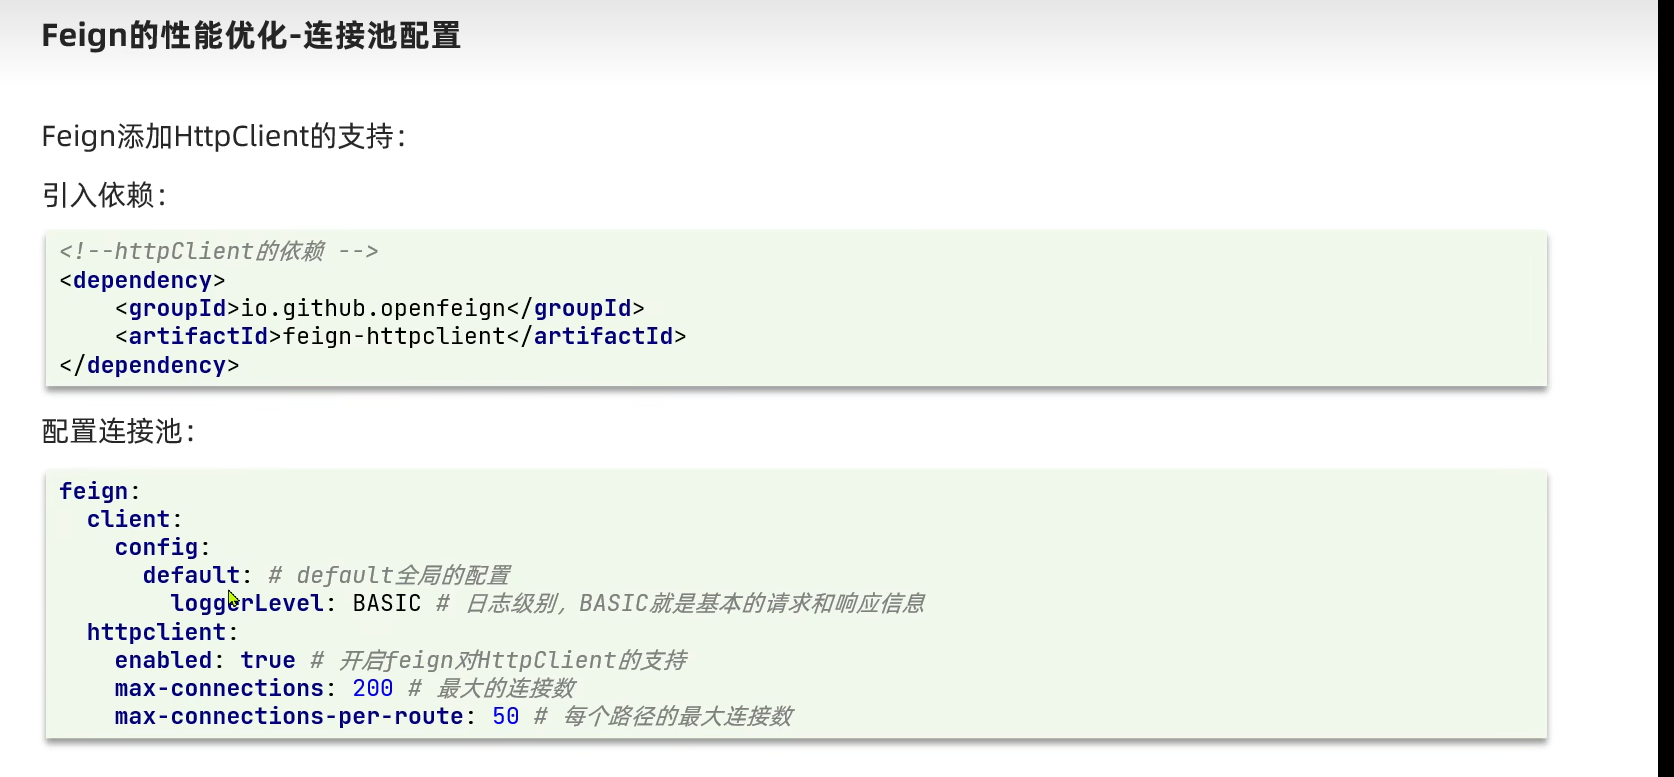 Feign的性能优化-连接池配置
Feign添加HttpClient的支持：
引入依赖：
<!--httpClient的依赖 -->
<dependency>
    <groupId>io.github.openfeign</groupId>
    <artifactId>feign-httpclient</artifactId>
</dependency>
配置连接池：
feign:
  client:
    config:
      default: # default全局的配置
        loggerLevel: BASIC # 日志级别，BASIC就是基本的请求和响应信息
  httpclient:
    enabled: true # 开启feign对HttpClient的支持
    max-connections: 200 # 最大的连接数
    max-connections-per-route: 50 # 每个路径的最大连接数